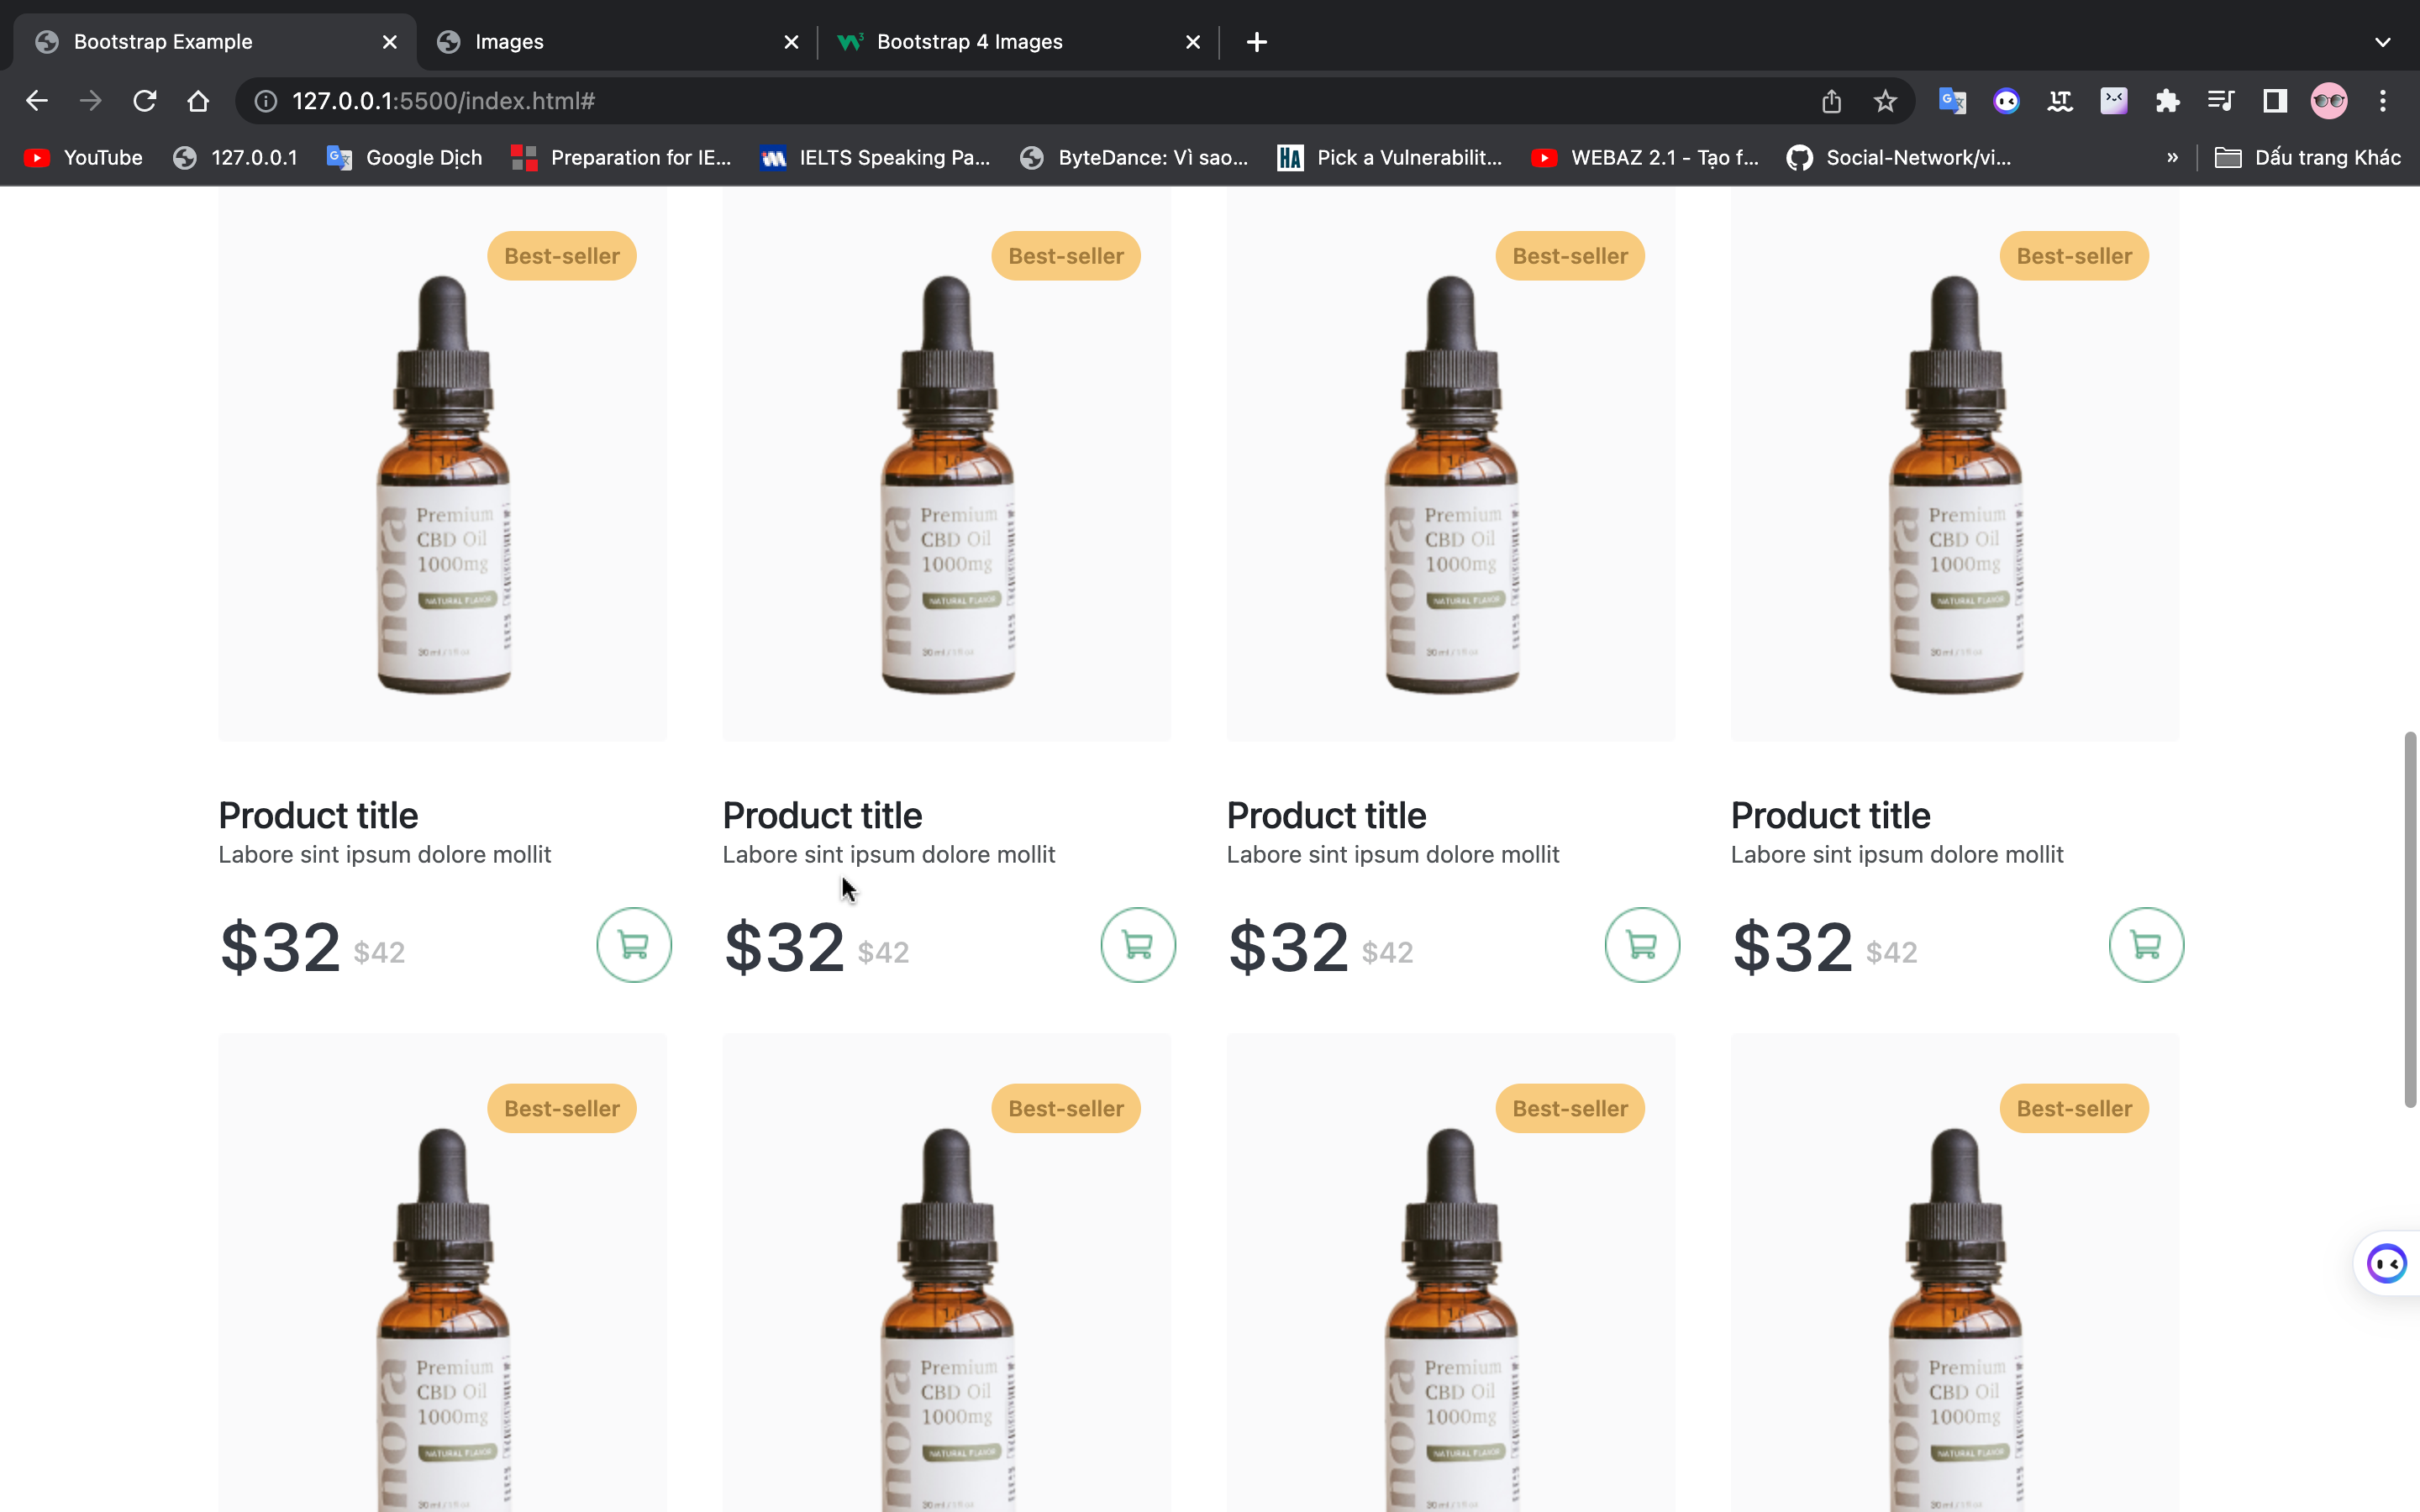 Bootstrap Example
Images
Bootstrap 4 Images
127.0.0.1:5500/index.html#
YouTube
127.0.0.1
Google Dịch
Preparation for IE...
IELTS Speaking Pa...
ByteDance: Vì sao...
HA Pick a Vulnerabilit...
WEBAZ 2.1 - Tạo f...
Social-Network/vi...
»
Dấu trang Khác
Best-seller Best-seller Best-seller Best-seller
nora nora nora nora
Premium Premium Premium Premium
CBD Oil CBD Oil CBD Oil CBD Oil
1000mg 1000mg 1000mg 1000mg
NATURAL FLAVOR NATURAL FLAVOR NATURAL FLAVOR NATURAL FLAVOR
Product title Product title Product title Product title
Labore sint ipsum dolore mollit Labore sint ipsum dolore mollit Labore sint ipsum dolore mollit Labore sint ipsum dolore mollit
$32 $42 $32 $42 $32 $42 $32 $42
Best-seller Best-seller Best-seller Best-seller
nora nora nora nora
Premium Premium Premium Premium
CBD Oil CBD Oil CBD Oil CBD Oil
1000mg 1000mg 1000mg 1000mg
NATURAL FLAVOR NATURAL FLAVOR NATURAL FLAVOR NATURAL FLAVOR